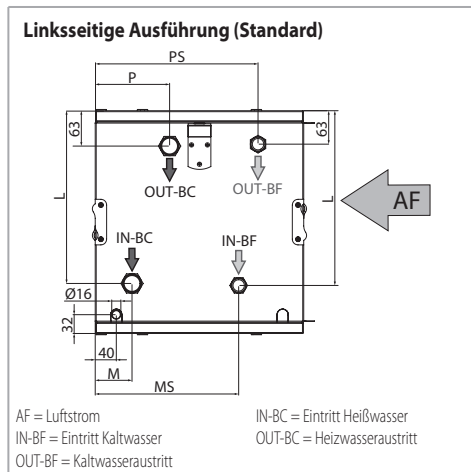 Linksseitige Ausführung (Standard)
PS
P
63
63
OUT-BC
OUT-BF
L
L
AF
IN-BC
IN-BF
Ø16
32
40
M
MS
AF = Luftstrom
IN-BC = Eintritt Heißwasser
IN-BF = Eintritt Kaltwasser
OUT-BC = Heizwasseraustritt
OUT-BF = Kaltwasseraustritt